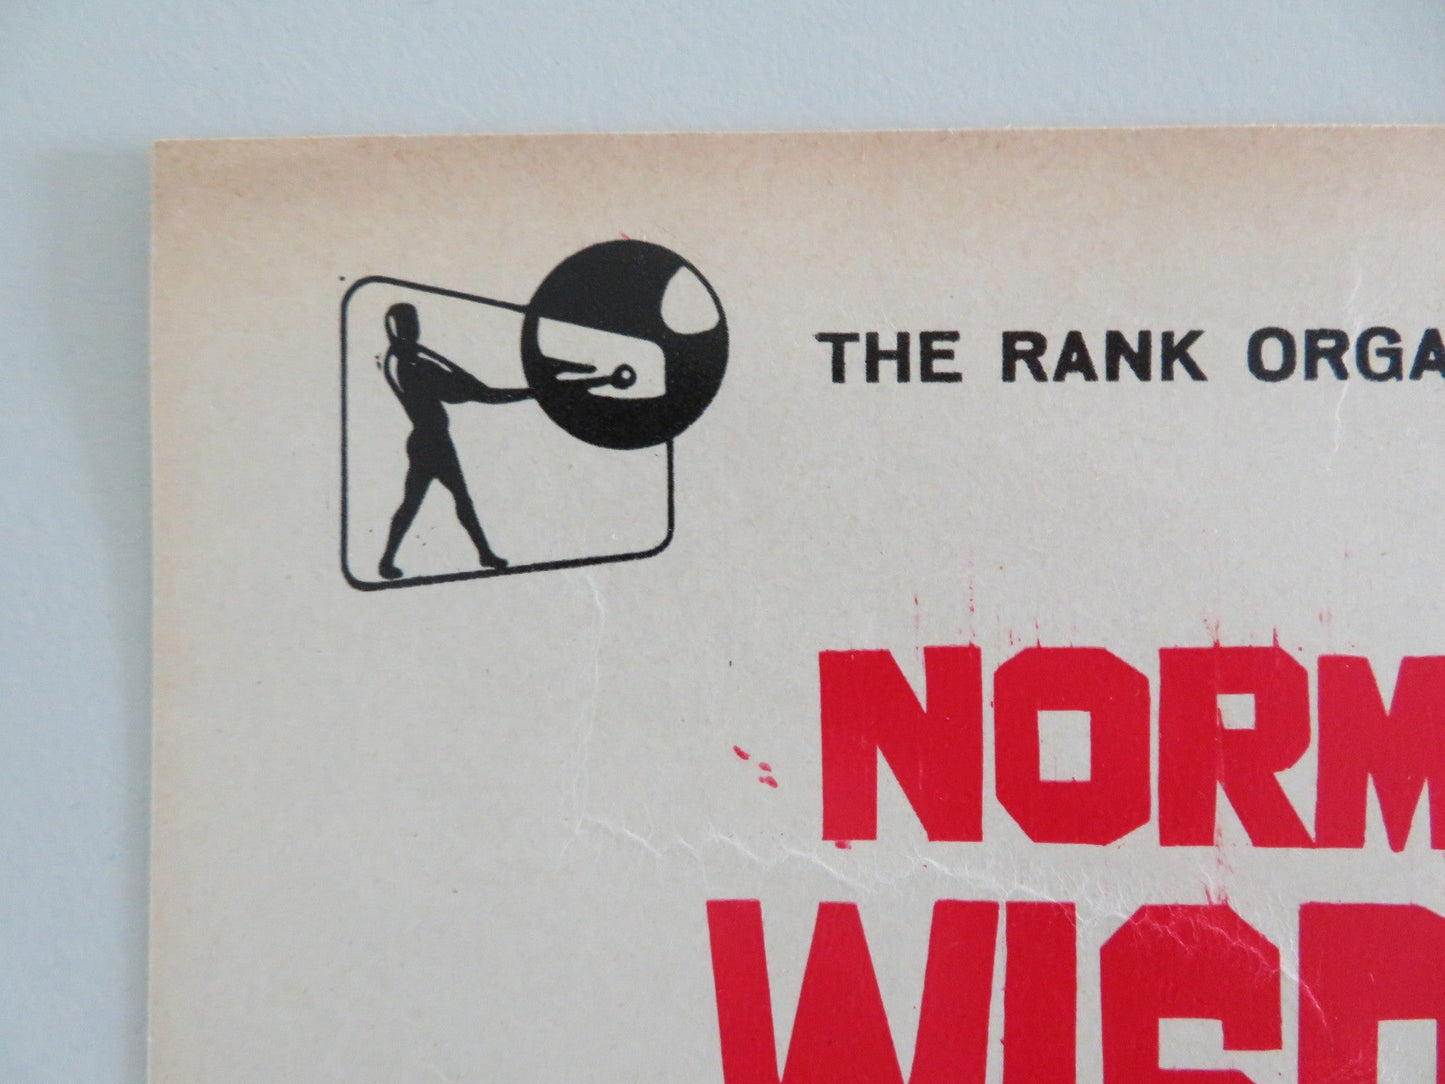 THE RANK ORGA
NORM
WISD